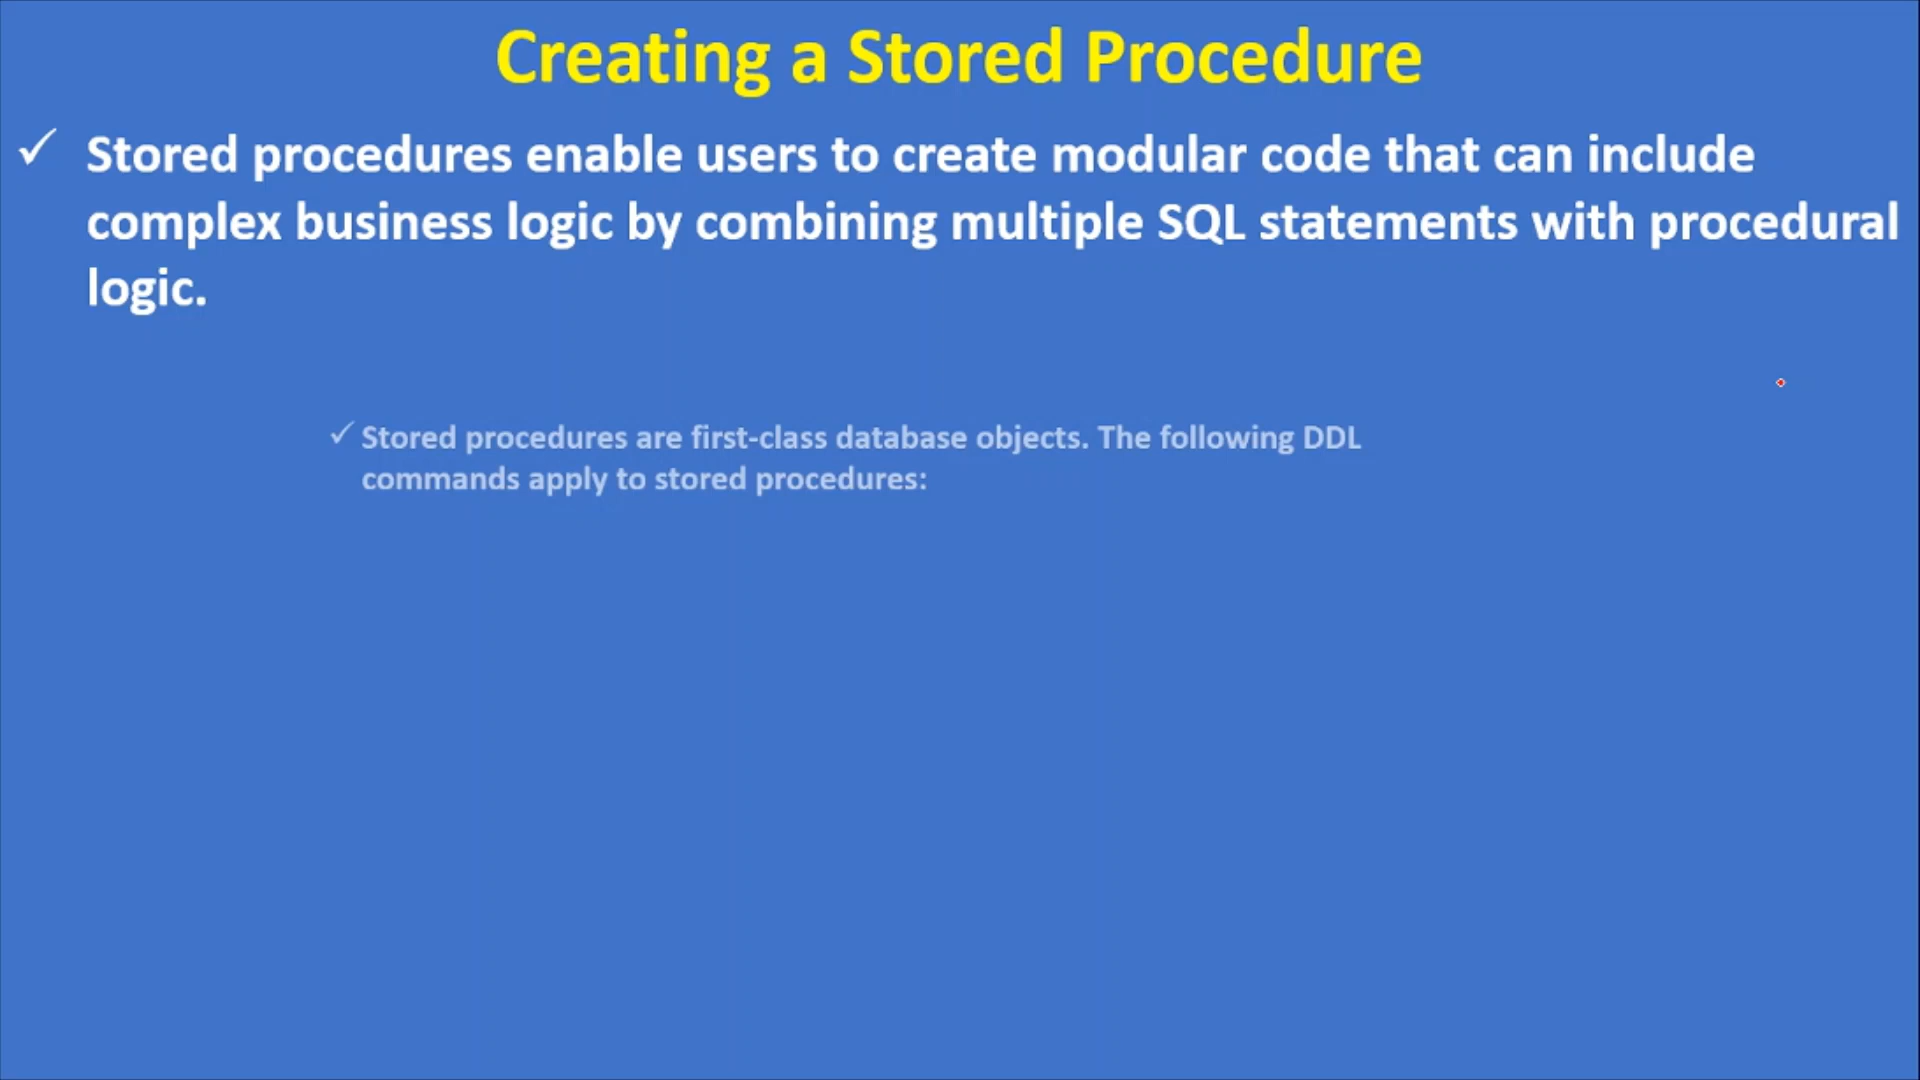 Creating a Stored Procedure
✓ Stored procedures enable users to create modular code that can include
complex business logic by combining multiple SQL statements with procedural
logic.
✓ Stored procedures are first-class database objects. The following DDL
commands apply to stored procedures: